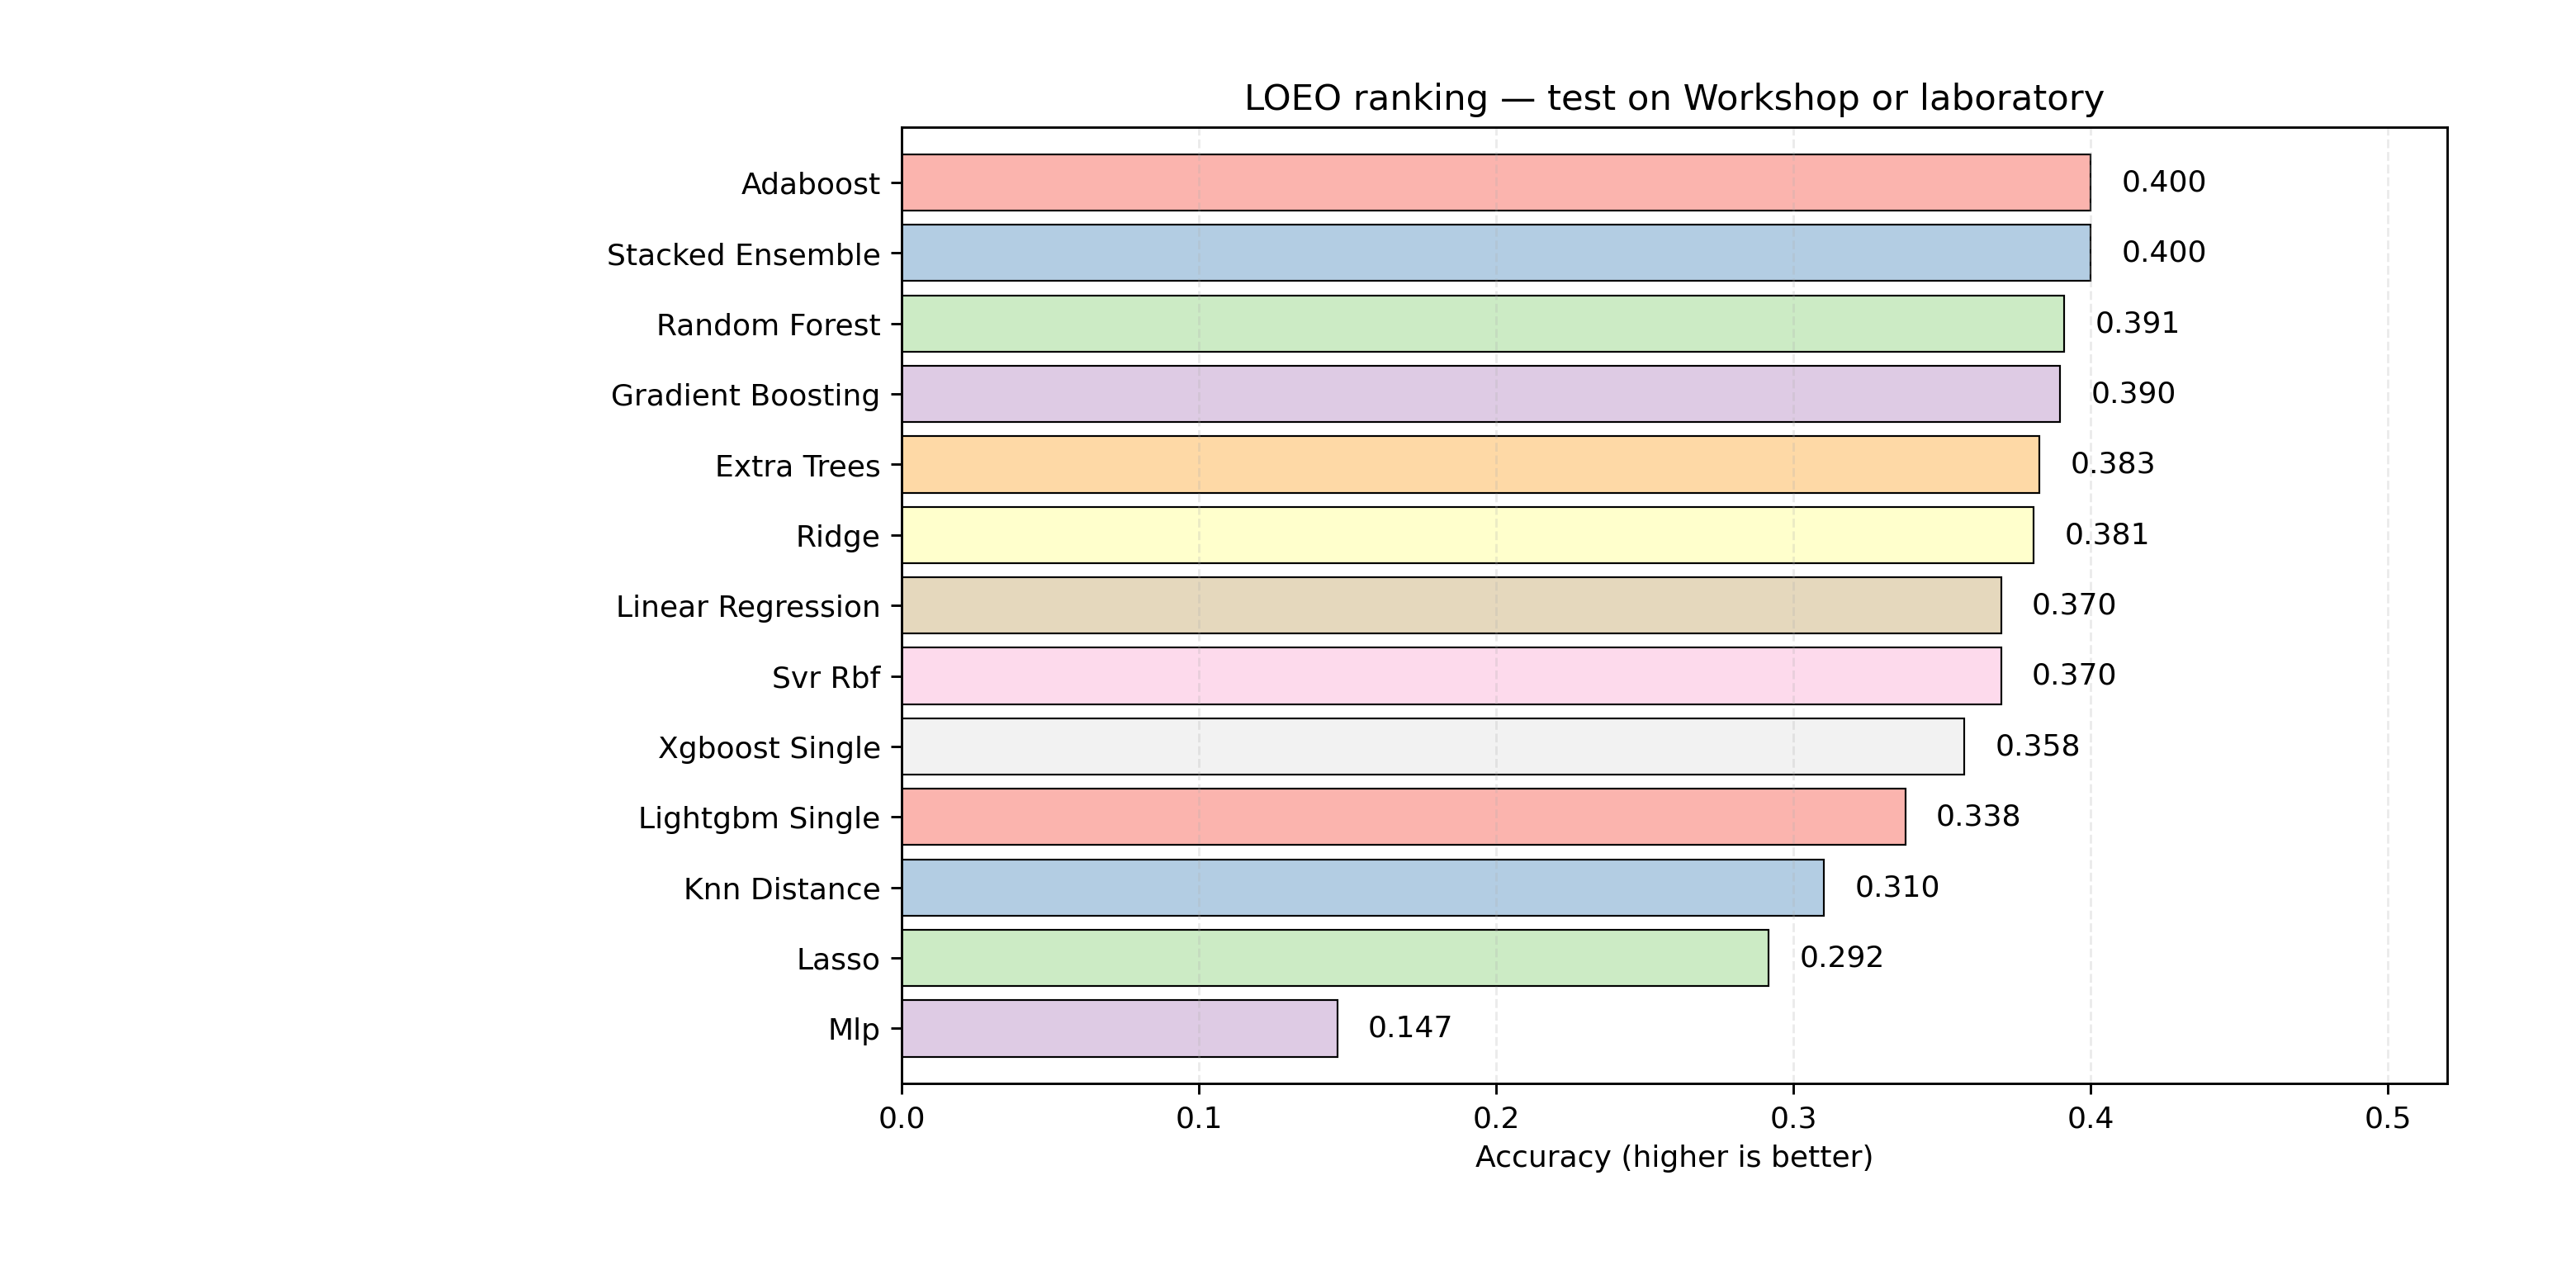 LOEO ranking — test on Workshop or laboratory
Adaboost 0.400
Stacked Ensemble 0.400
Random Forest 0.391
Gradient Boosting 0.390
Extra Trees 0.383
Ridge 0.381
Linear Regression 0.370
Svr Rbf 0.370
Xgboost Single 0.358
Lightgbm Single 0.338
Knn Distance 0.310
Lasso 0.292
Mlp 0.147
0.0 0.1 0.2 0.3 0.4 0.5
Accuracy (higher is better)